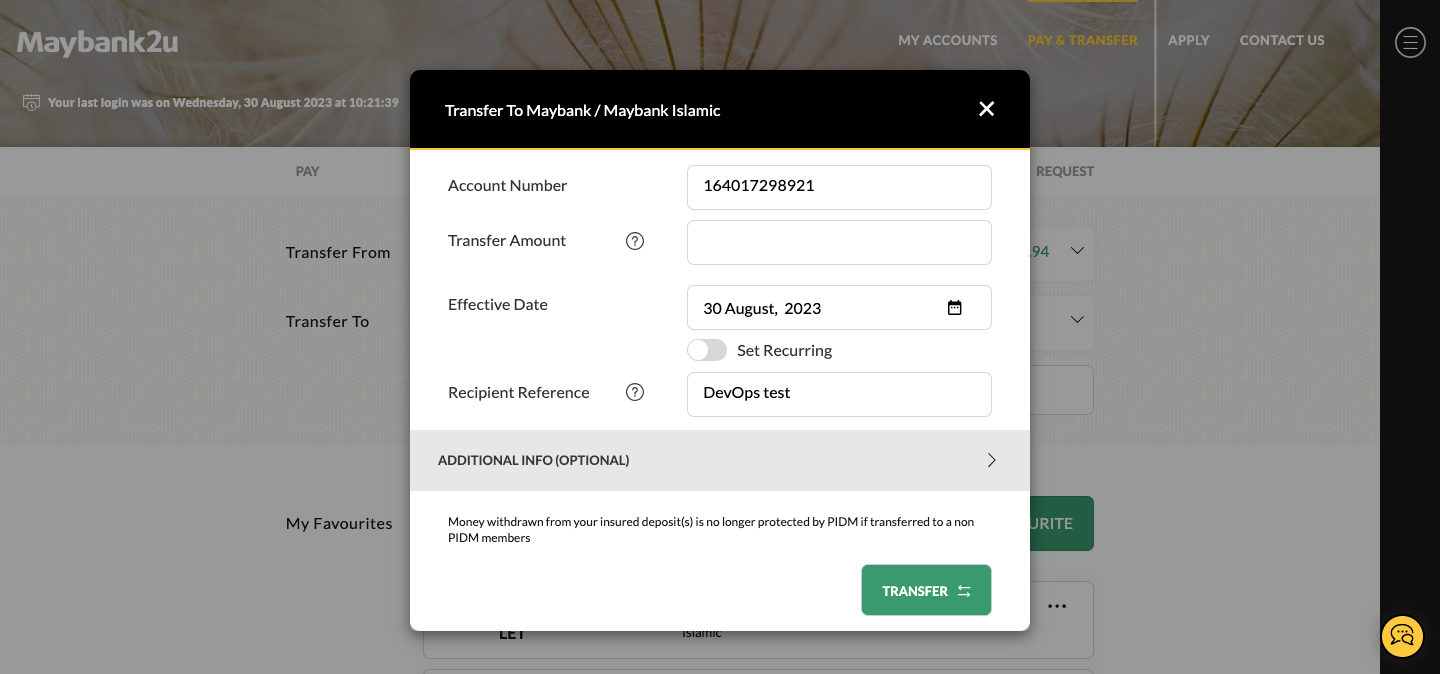 Maybank2u
MY ACCOUNTS
PAY & TRANSFER
APPLY
CONTACT US
Your last login was on Wednesday, 30 August 2023 at 10:21:39
Transfer To Maybank / Maybank Islamic
PAY
REQUEST
Account Number
164017298921
Transfer From
.94
Transfer Amount
Effective Date
30 August, 2023
Transfer To
Set Recurring
Recipient Reference
DevOps test
ADDITIONAL INFO (OPTIONAL)
My Favourites
Money withdrawn from your insured deposit(s) is no longer protected by PIDM if transferred to a non
PIDM members
TRANSFER
LET
Islamic